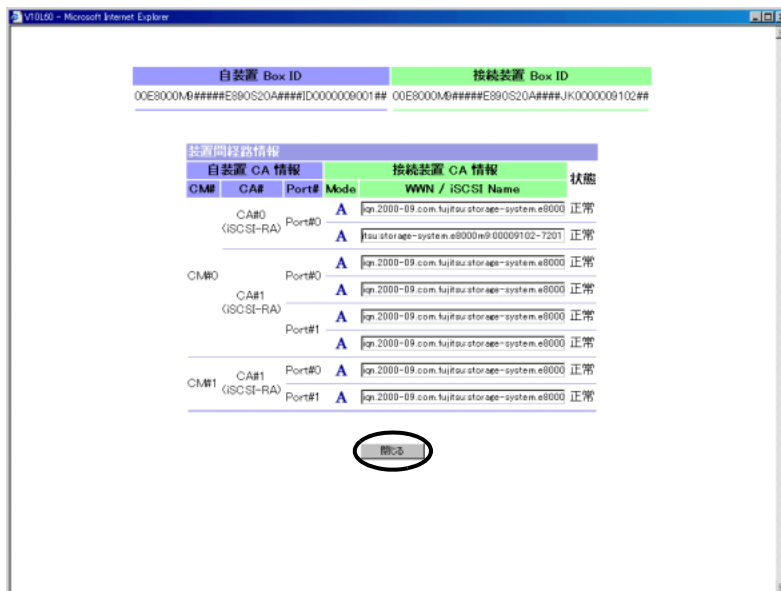 V10L60 - Microsoft Internet Explorer
自装置 Box ID 接続装置 Box ID
00E8000M9#####E890S20A####ID0000009001## 00E8000M9#####E890S20A####JK0000009102##
装置間経路情報
自装置 CA 情報 接続装置 CA 情報 状態
CM# CA# Port# Mode WWN / iSCSI Name
CM#0 CA#0 (iSCSI-RA) Port#0 A iqn.2000-09.com.fujitsu:storage-system.e8000 正常
A itsu:storage-system.e8000m9:00009102-7201 正常
CA#1 (iSCSI-RA) Port#0 A iqn.2000-09.com.fujitsu:storage-system.e8000 正常
A iqn.2000-09.com.fujitsu:storage-system.e8000 正常
Port#1 A iqn.2000-09.com.fujitsu:storage-system.e8000 正常
A iqn.2000-09.com.fujitsu:storage-system.e8000 正常
CM#1 CA#1 (iSCSI-RA) Port#0 A iqn.2000-09.com.fujitsu:storage-system.e8000 正常
Port#1 A iqn.2000-09.com.fujitsu:storage-system.e8000 正常
閉じる